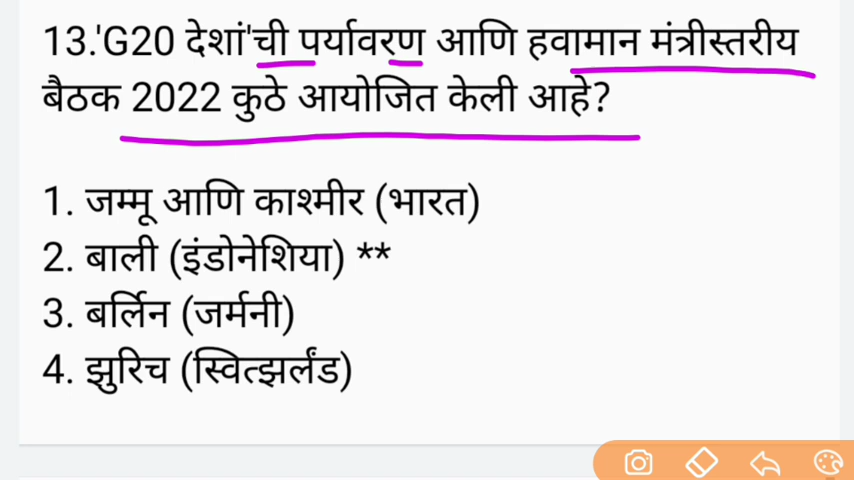 13.'G20 देशां'ची पर्यावरण आणि हवामान मंत्रीस्तरीय
बैठक 2022 कुठे आयोजित केली आहे?
1. जम्मू आणि काश्मीर (भारत)
2. बाली (इंडोनेशिया) **
3. बर्लिन (जर्मनी)
4. झुरिच (स्वित्झर्लंड)